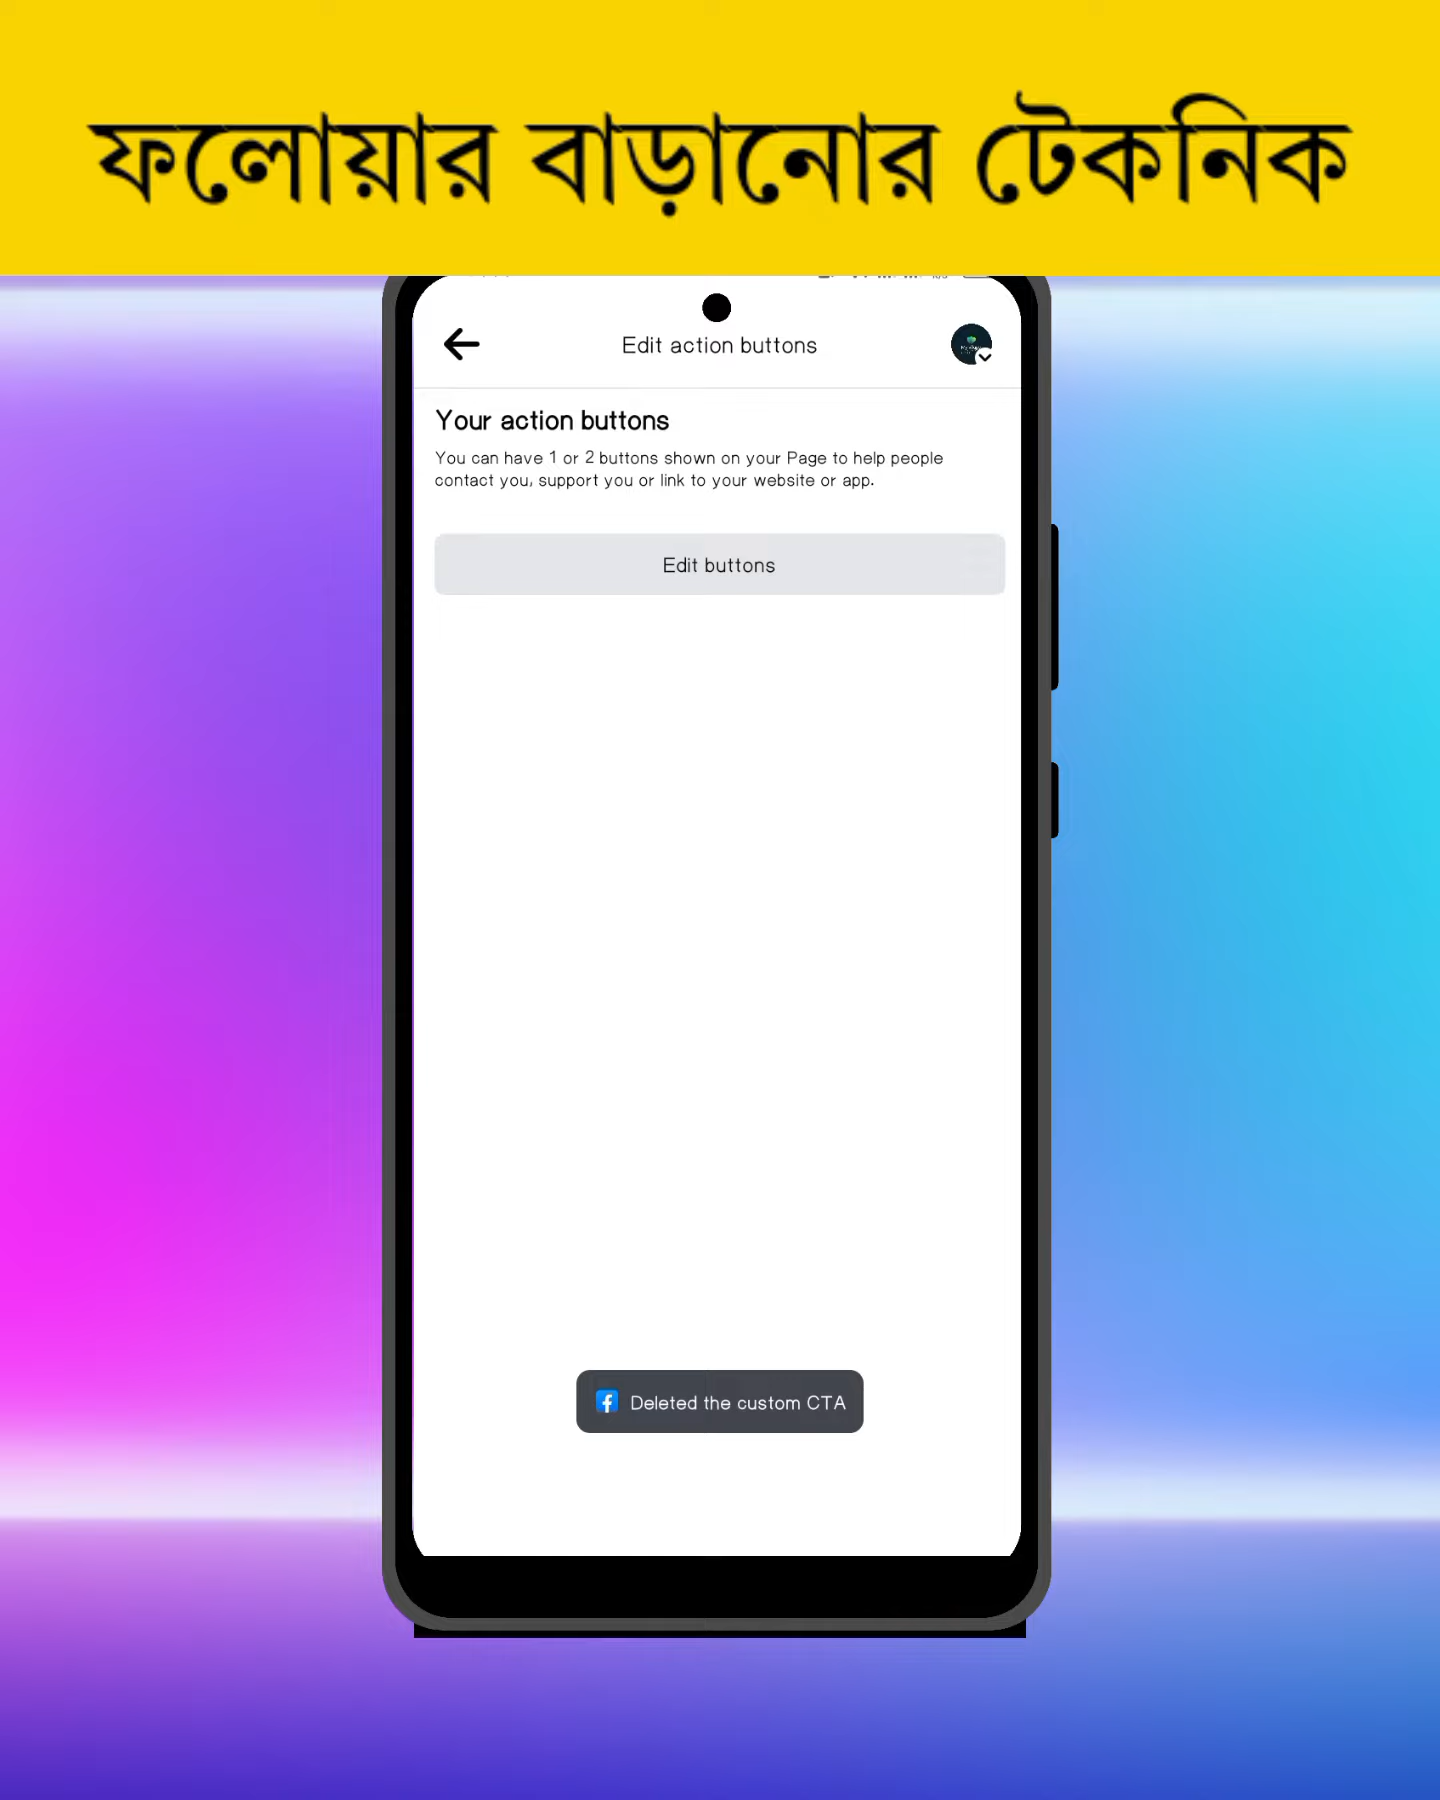 ফলোয়ার বাড়ানোর টেকনিক
Edit action buttons
Your action buttons
You can have 1 or 2 buttons shown on your Page to help people
contact you, support you or link to your website or app.
Edit buttons
Deleted the custom CTA